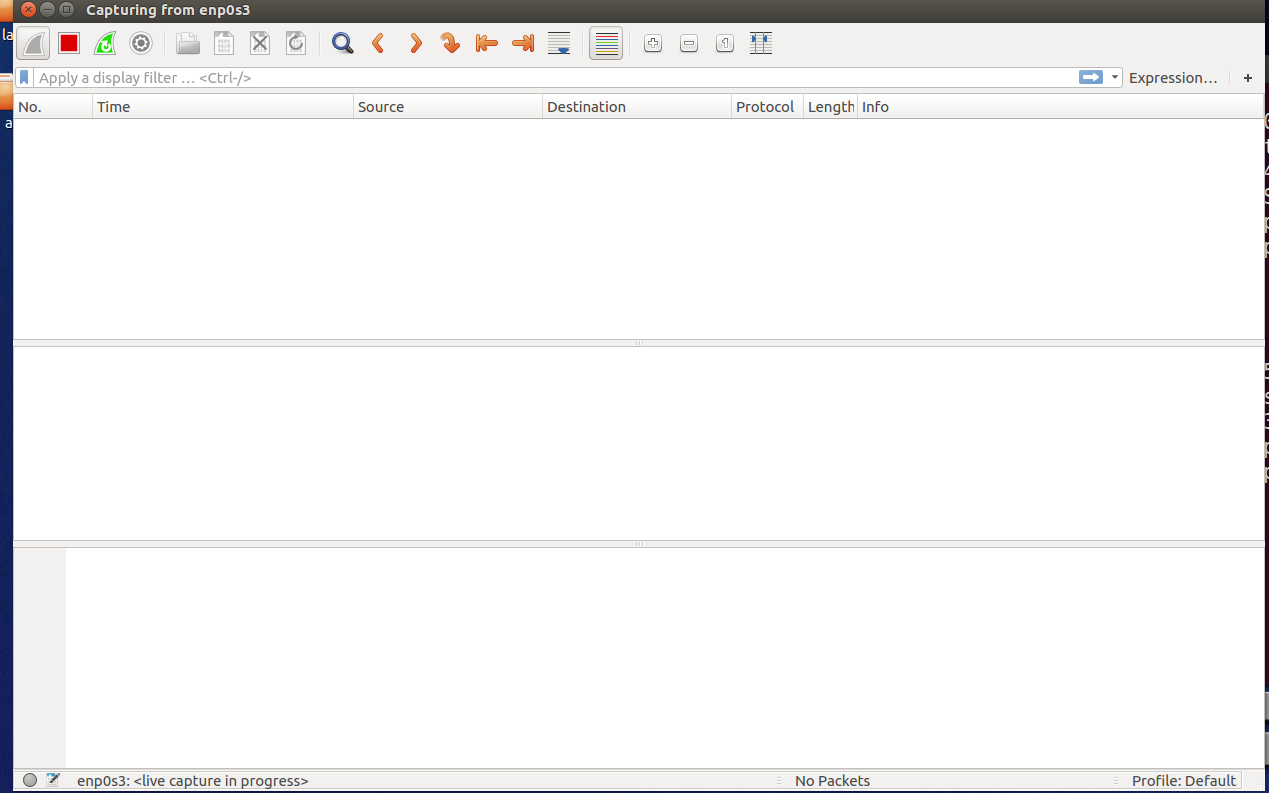 Capturing from enp0s3
la
Apply a display filter … <Ctrl-/>
Expression…
+
No. Time Source Destination Protocol Length Info
a
enp0s3: <live capture in progress>
No Packets
Profile: Default